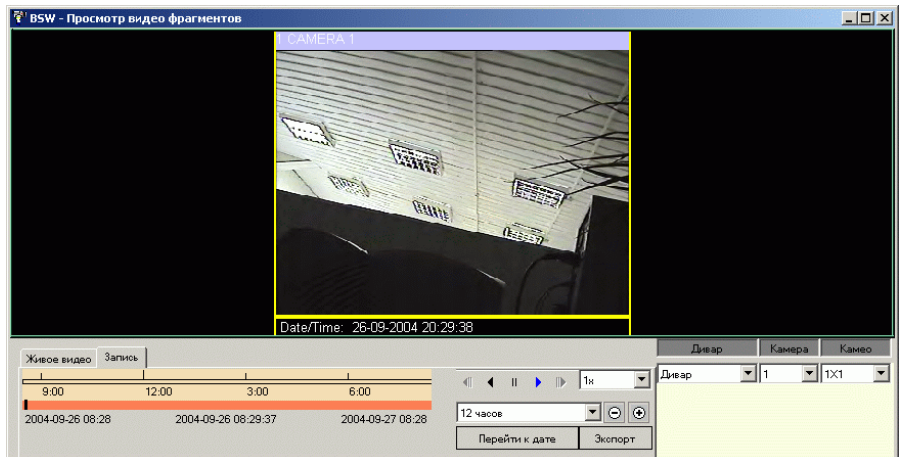 BSW - Просмотр видео фрагментов
1 CAMERA 1
Date/Time: 26-09-2004 20:29:38
Живое видео Запись
9:00 12:00 3:00 6:00
2004-09-26 08:28 2004-09-26 08:29:37 2004-09-27 08:28
1x
12 часов
Перейти к дате Экспорт
Дивар Камера Камео
Дивар 1 1X1